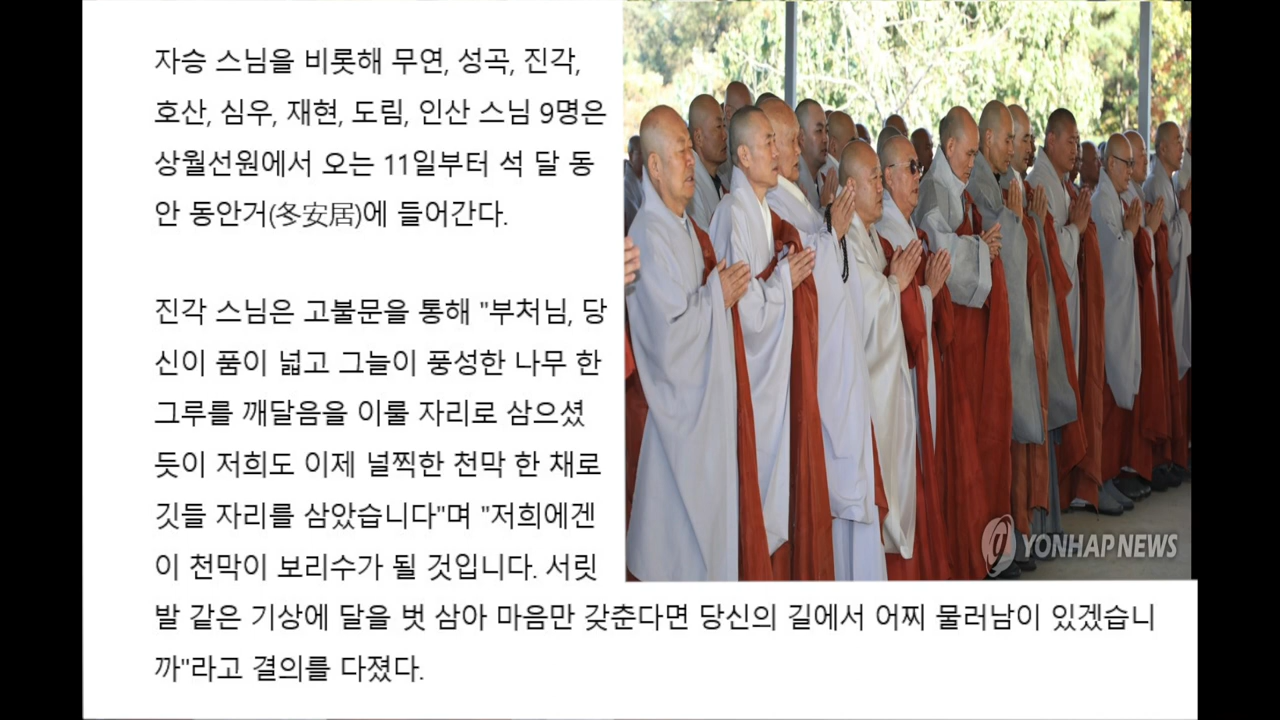 자승 스님을 비롯해 무연, 성곡, 진각,
호산, 심우, 재현, 도림, 인산 스님 9명은
상월선원에서 오는 11일부터 석 달 동
안 동안거(冬安居)에 들어간다.
진각 스님은 고불문을 통해 "부처님, 당
신이 품이 넓고 그늘이 풍성한 나무 한
그루를 깨달음을 이룰 자리로 삼으셨
듯이 저희도 이제 널찍한 천막 한 채로
깃들 자리를 삼았습니다"며 "저희에겐
이 천막이 보리수가 될 것입니다. 서릿
발 같은 기상에 달을 벗 삼아 마음만 갖춘다면 당신의 길에서 어찌 물러남이 있겠습니
까"라고 결의를 다졌다.
YONHAP NEWS